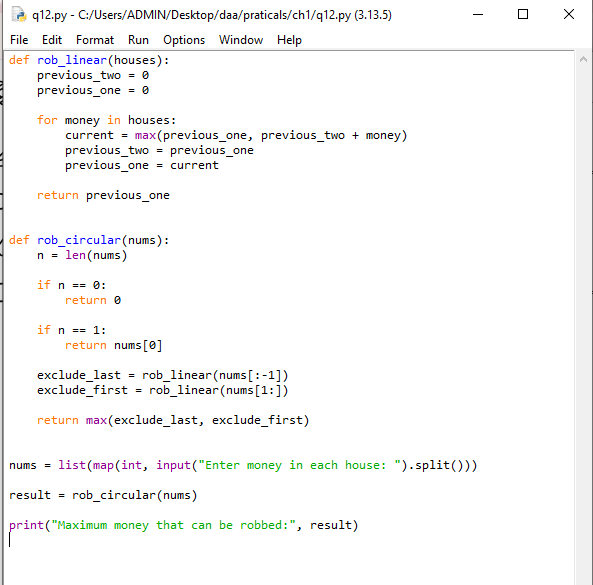 q12.py - C:/Users/ADMIN/Desktop/daa/praticals/ch1/q12.py (3.13.5)
File Edit Format Run Options Window Help
def rob_linear(houses):
    previous_two = 0
    previous_one = 0

    for money in houses:
        current = max(previous_one, previous_two + money)
        previous_two = previous_one
        previous_one = current

    return previous_one


def rob_circular(nums):
    n = len(nums)

    if n == 0:
        return 0

    if n == 1:
        return nums[0]

    exclude_last = rob_linear(nums[:-1])
    exclude_first = rob_linear(nums[1:])

    return max(exclude_last, exclude_first)


nums = list(map(int, input("Enter money in each house: ").split()))

result = rob_circular(nums)

print("Maximum money that can be robbed:", result)